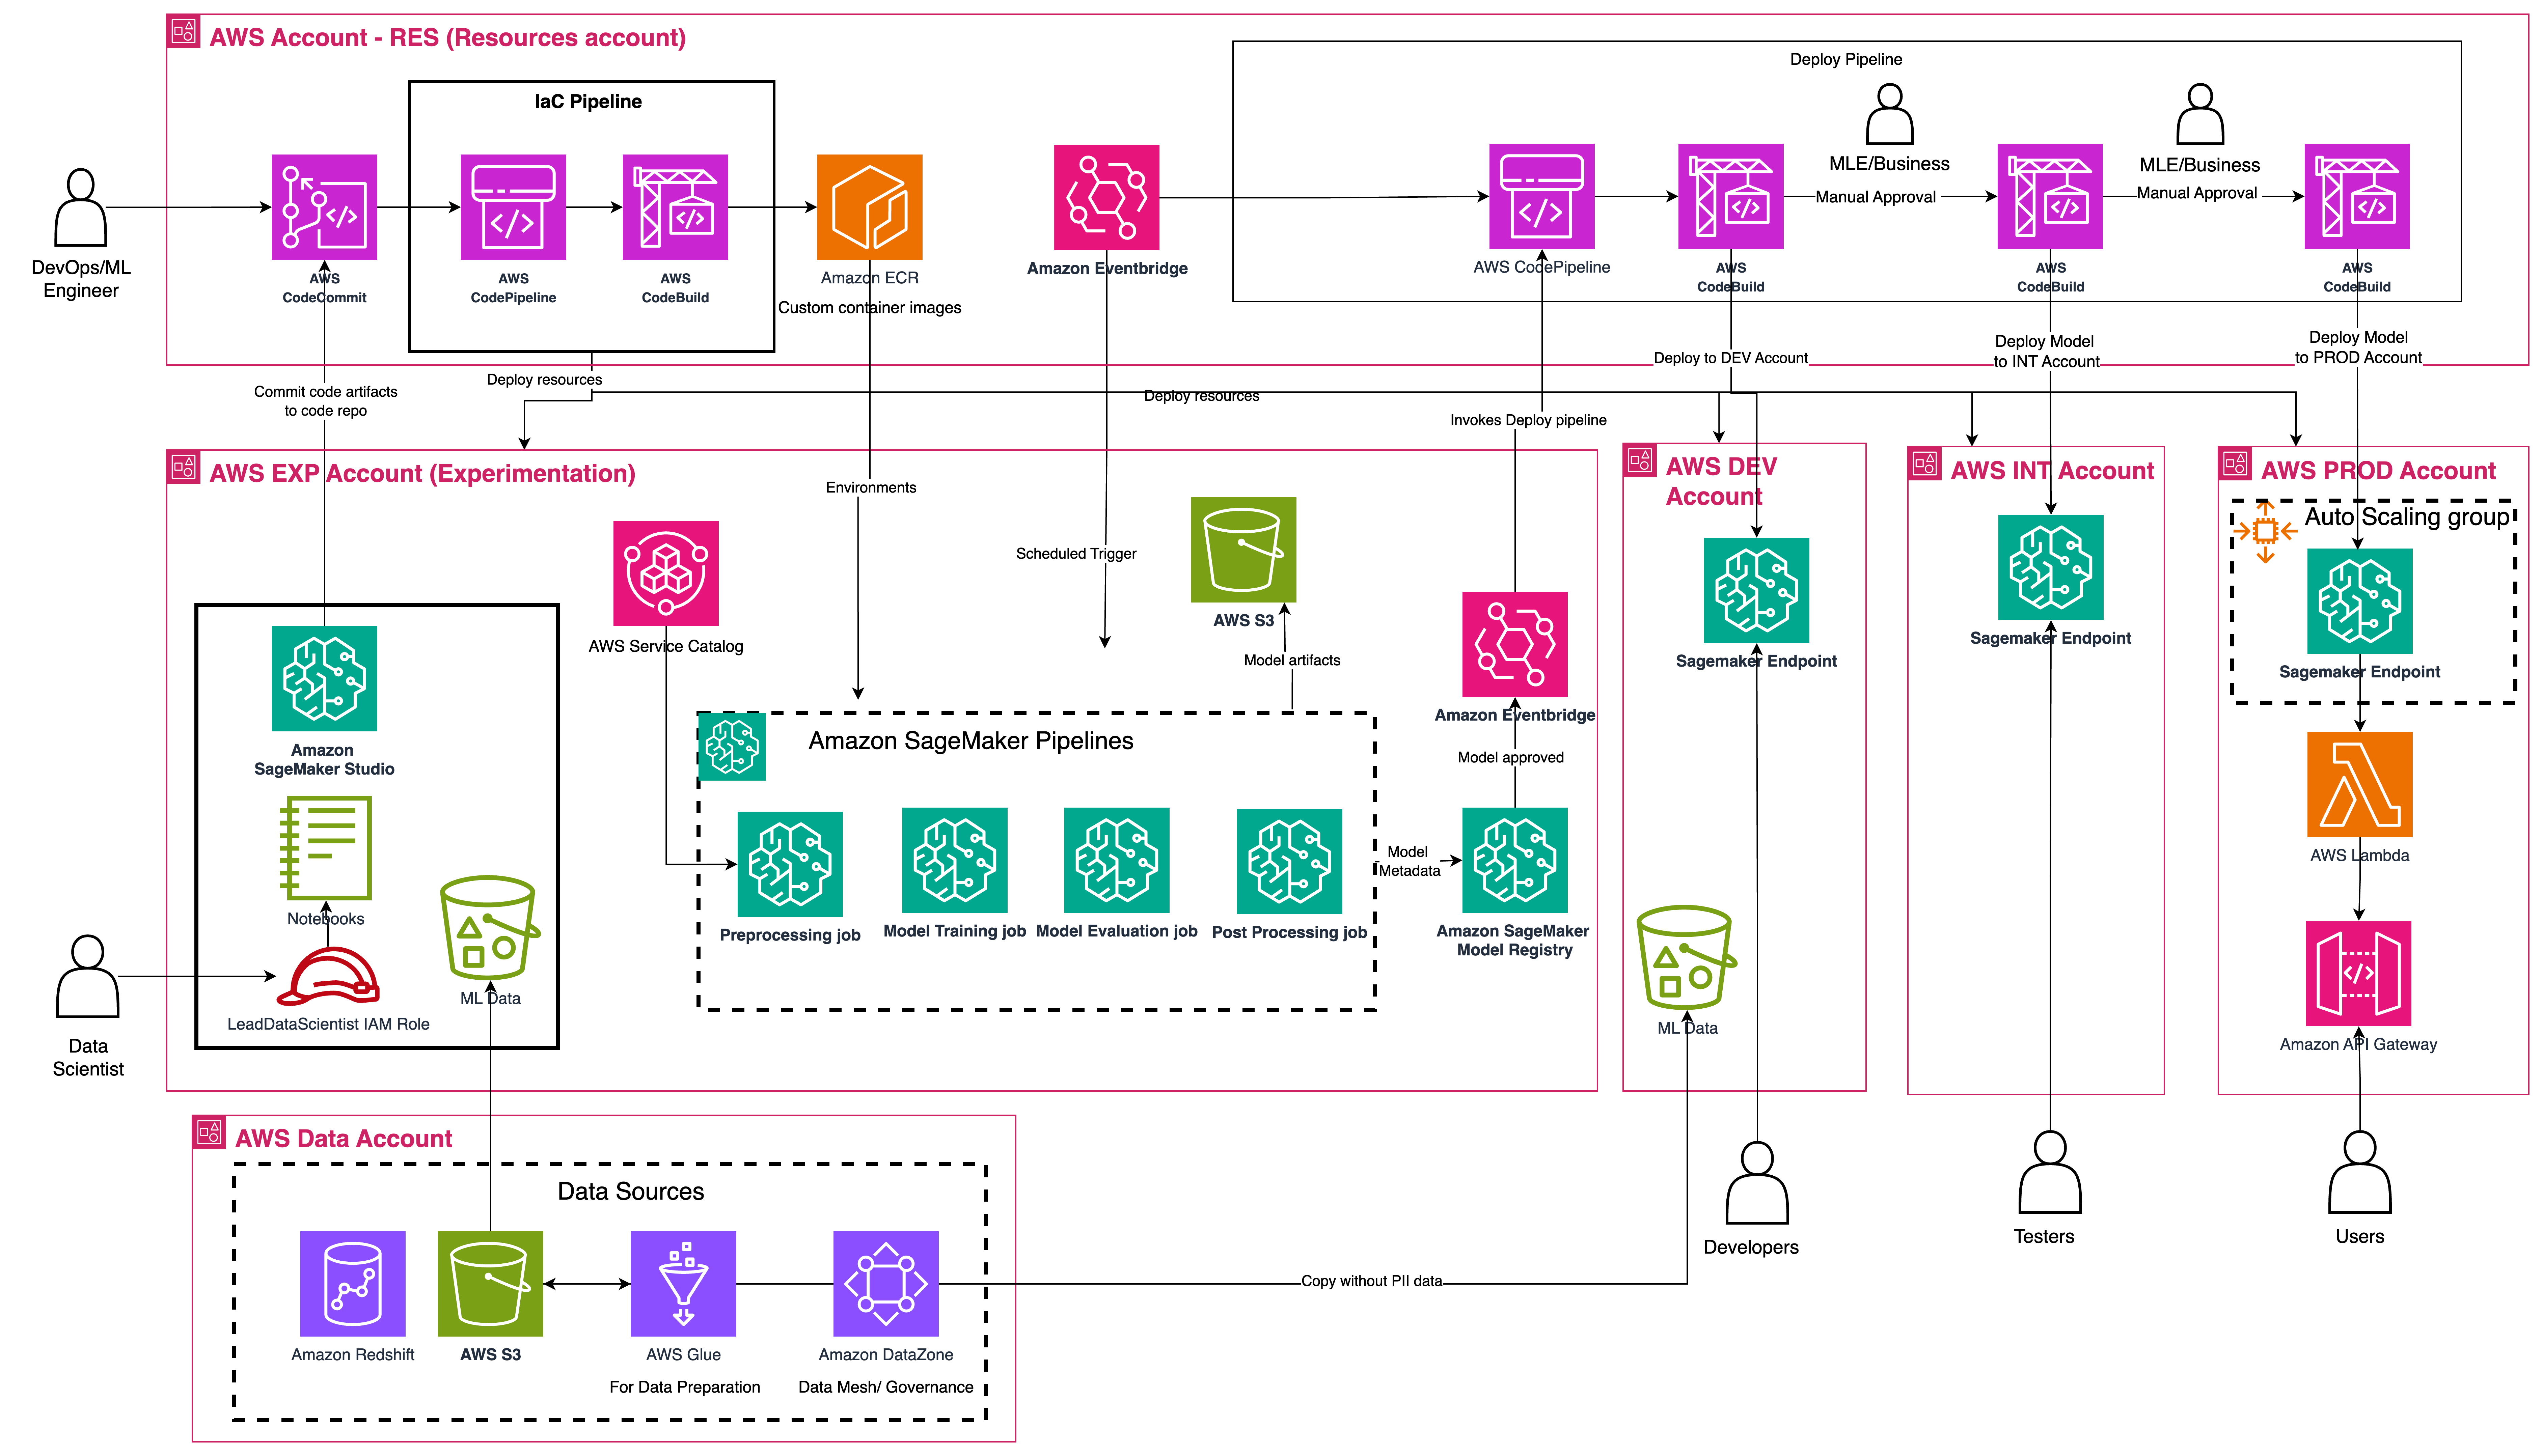 AWS Account - RES (Resources account)
Deploy Pipeline
IaC Pipeline
MLE/Business
MLE/Business
Manual Approval
Manual Approval
DevOps/ML
Engineer
AWS
CodeCommit
AWS
CodePipeline
AWS
CodeBuild
Amazon ECR
Custom container images
Amazon Eventbridge
AWS CodePipeline
AWS
CodeBuild
AWS
CodeBuild
AWS
CodeBuild
Deploy to DEV Account
Deploy Model
to INT Account
Deploy Model
to PROD Account
Commit code artifacts
to code repo
Deploy resources
Deploy resources
Invokes Deploy pipeline
AWS EXP Account (Experimentation)
AWS DEV
Account
AWS INT Account
AWS PROD Account
Environments
Auto Scaling group
Scheduled Trigger
AWS S3
AWS Service Catalog
Model artifacts
Sagemaker Endpoint
Sagemaker Endpoint
Sagemaker Endpoint
Amazon
SageMaker Studio
Amazon SageMaker Pipelines
Amazon Eventbridge
Model approved
Model
Metadata
AWS Lambda
Notebooks
Preprocessing job
Model Training job
Model Evaluation job
Post Processing job
Amazon SageMaker
Model Registry
ML Data
LeadDataScientist IAM Role
Data
Scientist
ML Data
Amazon API Gateway
AWS Data Account
Data Sources
Developers
Testers
Users
Copy without PII data
Amazon Redshift
AWS S3
AWS Glue
Amazon DataZone
For Data Preparation
Data Mesh/ Governance